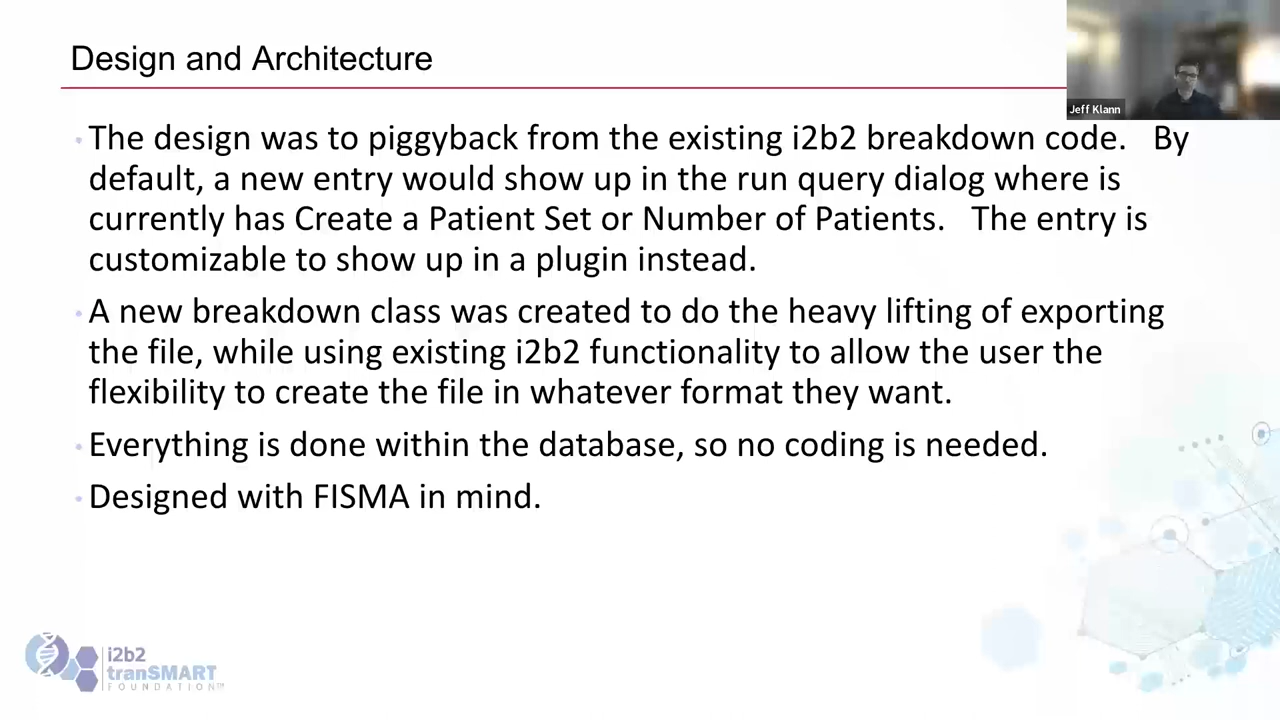 Design and Architecture
Jeff Klann
• The design was to piggyback from the existing i2b2 breakdown code. By
default, a new entry would show up in the run query dialog where is
currently has Create a Patient Set or Number of Patients. The entry is
customizable to show up in a plugin instead.
• A new breakdown class was created to do the heavy lifting of exporting
the file, while using existing i2b2 functionality to allow the user the
flexibility to create the file in whatever format they want.
• Everything is done within the database, so no coding is needed.
• Designed with FISMA in mind.
i2b2
tranSMART
FOUNDATION™